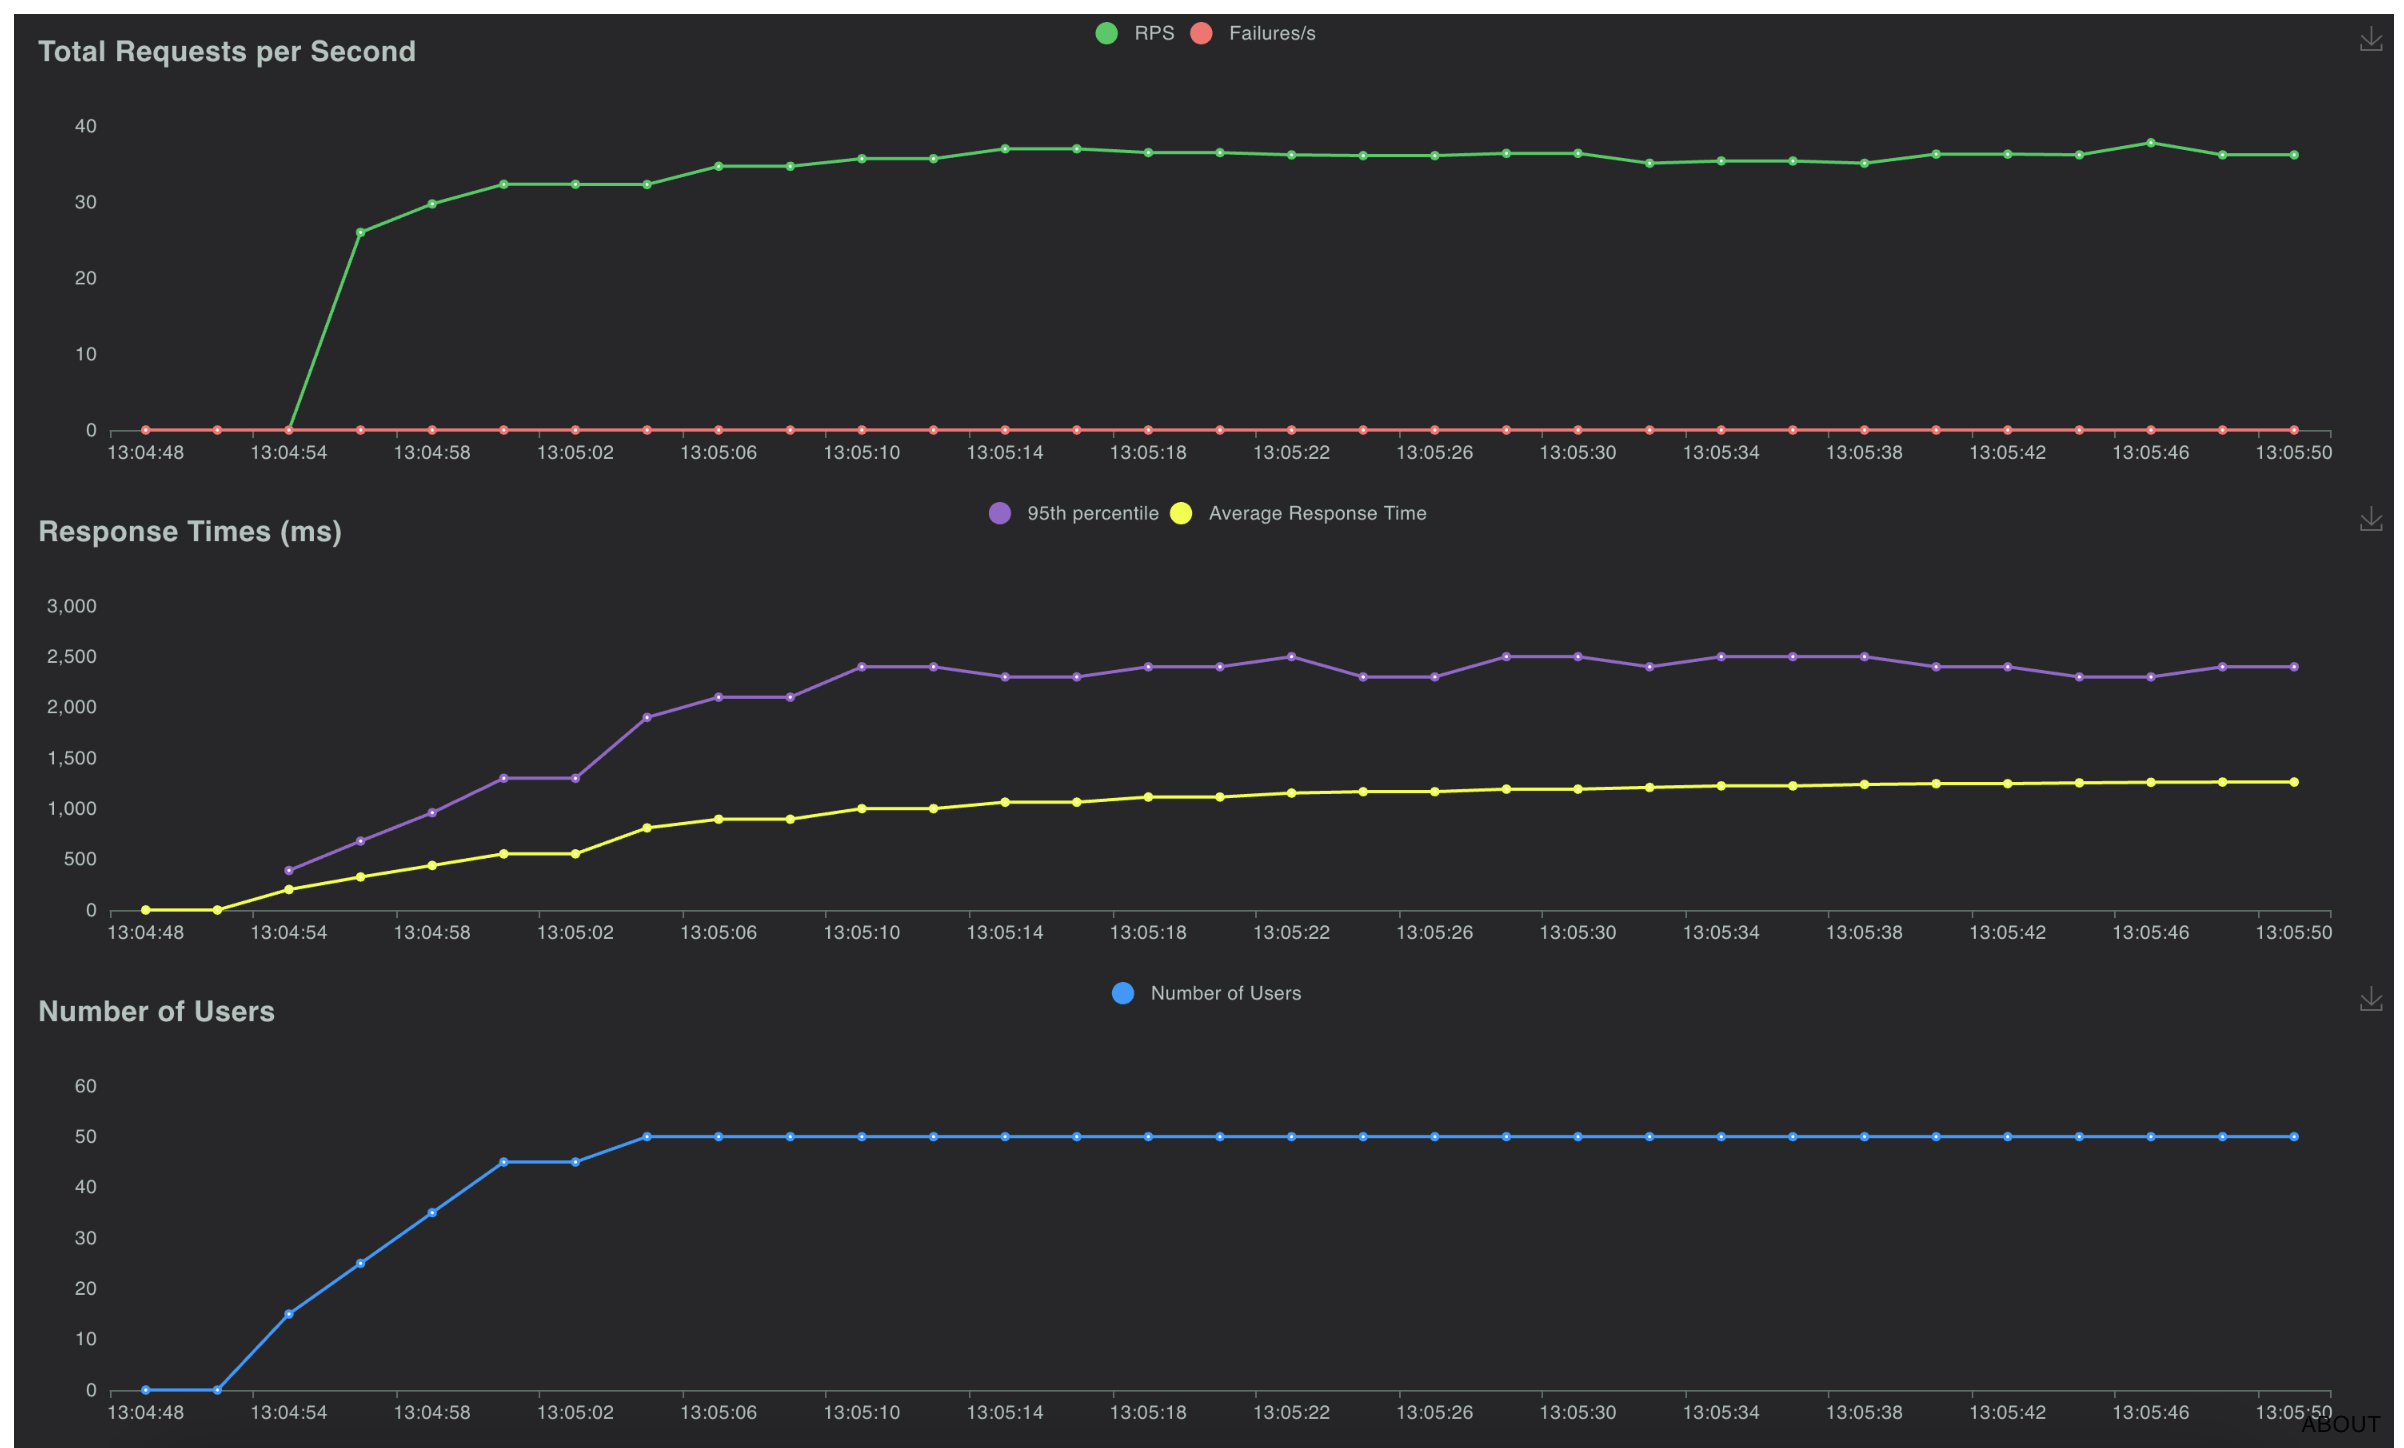 RPS Failures/s
Total Requests per Second
40
30
20
10
0
13:04:48 13:04:54 13:04:58 13:05:02 13:05:06 13:05:10 13:05:14 13:05:18 13:05:22 13:05:26 13:05:30 13:05:34 13:05:38 13:05:42 13:05:46 13:05:50
95th percentile Average Response Time
Response Times (ms)
3,000
2,500
2,000
1,500
1,000
500
0
13:04:48 13:04:54 13:04:58 13:05:02 13:05:06 13:05:10 13:05:14 13:05:18 13:05:22 13:05:26 13:05:30 13:05:34 13:05:38 13:05:42 13:05:46 13:05:50
Number of Users
Number of Users
60
50
40
30
20
10
0
13:04:48 13:04:54 13:04:58 13:05:02 13:05:06 13:05:10 13:05:14 13:05:18 13:05:22 13:05:26 13:05:30 13:05:34 13:05:38 13:05:42 13:05:46 13:05:50
ABOUT